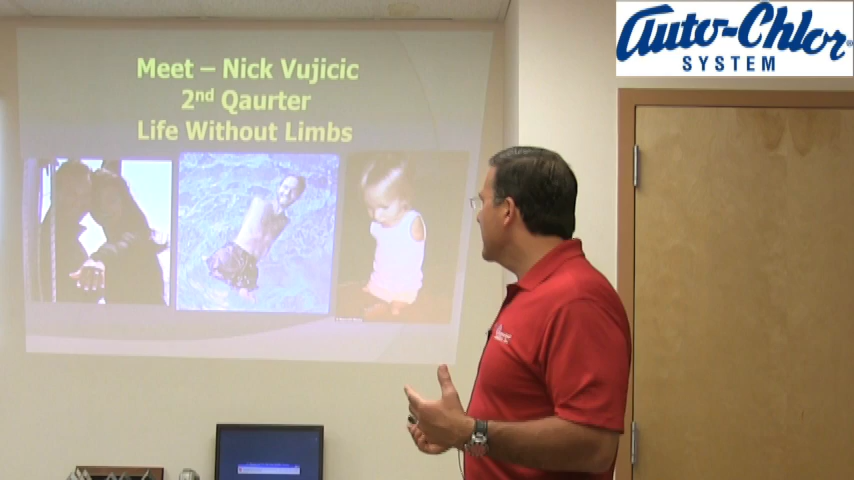 Meet – Nick Vujicic
2nd Qaurter
Life Without Limbs
Auto-Chlor®
SYSTEM